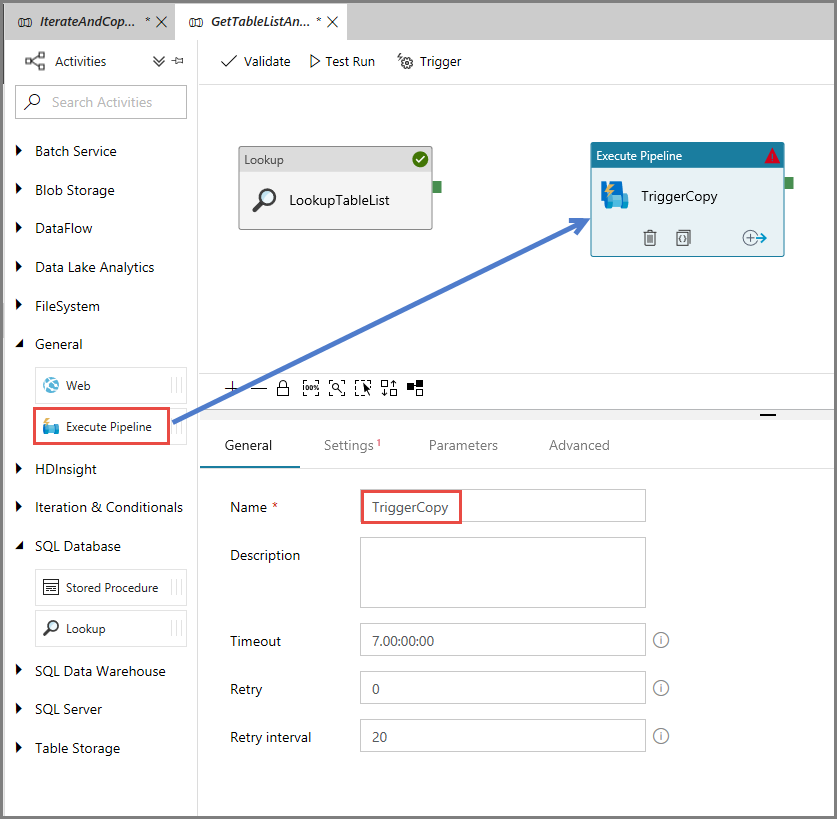 IterateAndCop... * GetTableListAn... *
Activities
Search Activities
Batch Service
Blob Storage
DataFlow
Data Lake Analytics
FileSystem
General
Web
Execute Pipeline
HDInsight
Iteration & Conditionals
SQL Database
Stored Procedure
Lookup
SQL Data Warehouse
SQL Server
Table Storage
Validate Test Run Trigger
Lookup
LookupTableList
Execute Pipeline
TriggerCopy
100%
General Settings 1 Parameters Advanced
Name * TriggerCopy
Description
Timeout 7.00:00:00
Retry 0
Retry interval 20